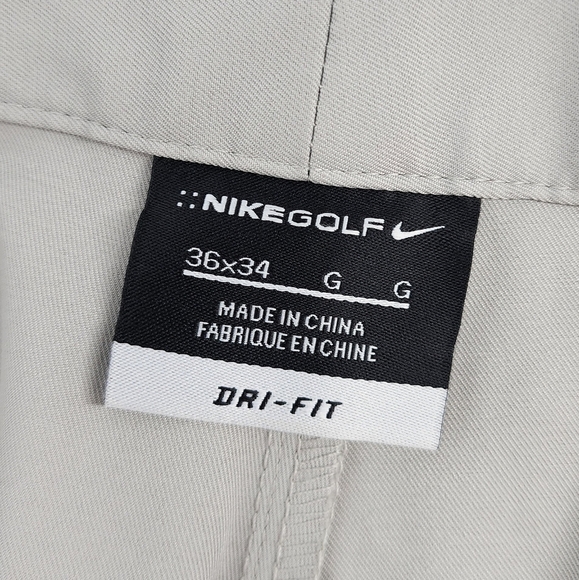 ::NIKEGOLF
36x34 G G
MADE IN CHINA
FABRIQUE EN CHINE
DRI-FIT